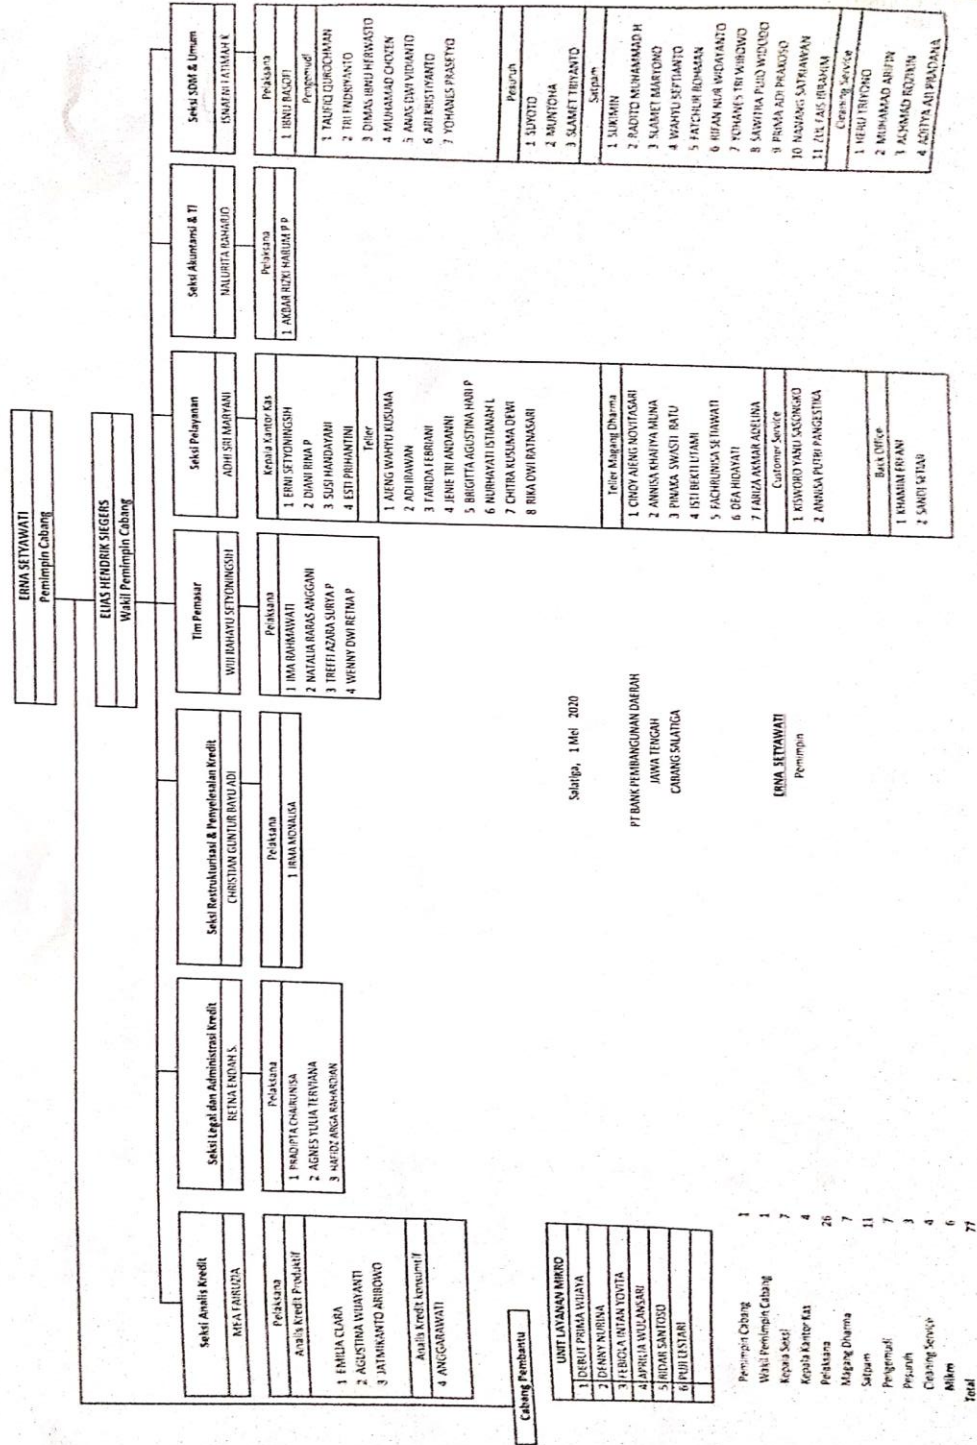 ERNA SETYAWATI
Pemimpin Cabang
ELIAS HENDRIK SIEGERS
Wakil Pemimpin Cabang
Seksi Analis Kredit
MEFA FAIRUZIA
Pelaksana
Analis Kredit Produktif
1 EMILIA CLARA
2 AGUSTINA WIJAYANTI
3 JATMIKANTO ARIBOWO
Analis Kredit konsumtif
4 ANGGARAWATI
Seksi Legal dan Administrasi Kredit
RETNA ENDAH S.
Pelaksana
1 PRADIPTA CHAIRUNISA
2 AGNES YULIA TERVIANA
3 HAFIDZ ARGA RAHARDIAN
Seksi Restrukturisasi & Penyelesaian Kredit
CHRISTIAN GUNTUR BAYU ADI
Pelaksana
1 IRMA MONALISA
Tim Pemasar
WIJI RAHAYU SETYONINGSIH
Pelaksana
1 IMA RAHMAWATI
2 NATALIA RARAS ANGGANI
3 TREFFI AZARA SURYA P
4 WENNY DWI RETNA P
Seksi Pelayanan
ADHI SRI MARYANI
Kepala Kantor Kas
1 ERNI SETYONINGSIH
2 DIANI RINA P
3 SUSI HANDAYANI
4 ESTI PRIHANTINI
Teller
1 AJENG WAHYU KUSUMA
2 ADI IRAWAN
3 FARIDA FEBRIANI
4 JENIE TRI ANDANNI
5 BRIGITTA AGUSTINA HARI P
6 NURHAYATI ISTIANAH L
7 CHITRA KUSUMA DEWI
8 RIKA DWI RATNASARI
Teller Magang Dharma
1 CINDY AJENG NOVITASARI
2 ANNISA KHAIIYA MUNA
3 PINAKA SWASTI RATU
4 ISTI BEKTI UTAMI
5 FACHRUNISA SETIAWATI
6 DEA HIDAYATI
7 FARIZA AKMAR ADELINA
Customer Service
1 KISWORO YANU SASONGKO
2 ANNISA PUTRI PANGESTIKA
Back Office
1 KHAMIM ERFANI
2 SANDI SETIAJI
Seksi Akuntansi & TI
NALURITA RAHARJO
Pelaksana
1 AKBAR RIZKI HARUM P P
Seksi SDM & Umum
ISMAENI FATIMAH K
Pelaksana
1 IBNU BASOFI
Pengemudi
1 TAUFIQ QUROCHMAN
2 TRI ENDRIYANTO
3 DIMAS IBNU HERWASTO
4 MUHAMAD CHOIZEN
5 ANAS DWI VIDIANTO
6 ARI KRISTIYANTO
7 YOHANES PRASETYO
Pesuruh
1 SUYOTO
2 MUNTOHA
3 SLAMET TRIYANTO
Satpam
1 SUKIMIN
2 RADITO MUHAMMAD H
3 SLAMET MARYONO
4 WAHYU SEPTIANTO
5 FATCHUR ROHMAN
6 RIFAN NUR WIDAYANTO
7 YOHANES TRI WIBOWO
8 SAWITRA PUJO WIDODO
9 PRIMA ADI PRAKOSO
10 NANANG SATRIAWAN
11 ZUL FAIS IBRAHIM
Cleaning Service
1 HERU TRIYONO
2 MUHAMAD ARIFIN
3 ACHMAD ROZIKIN
4 ADITYA AJI PRADANA
Cabang Pembantu
UNIT LAYANAN MIKRO
1 DEBUT PRIMA WIJAYA
2 DENNY NURINA
3 FEBIOLA INTAN YOVITA
4 APRILIA WULANSARI
5 RIDAR SANTOSO
6 PUJI LESTARI
Salatiga, 1 Mei 2020
PT BANK PEMBANGUNAN DAERAH
JAWA TENGAH
CABANG SALATIGA
ERNA SETYAWATI
Pemimpin
Pemimpin Cabang 1
Wakil Pemimpin Cabang 1
Kepala Seksi 7
Kepala Kantor Kas 4
Pelaksana 26
Magang Dharma 7
Satpam 11
Pengemudi 7
Pesuruh 3
Cleaning Service 4
Mikro 6
Total 77